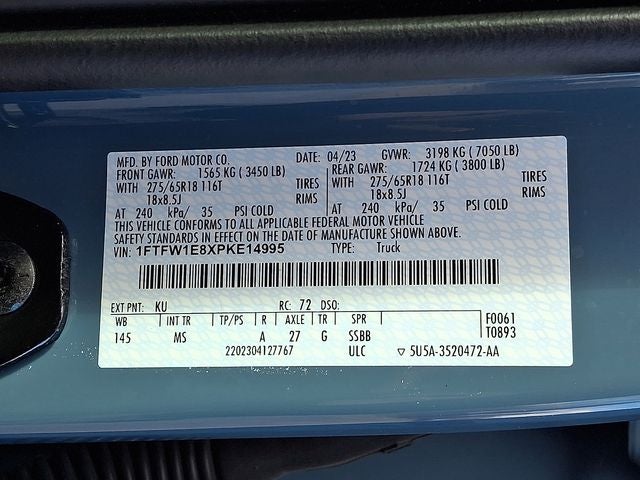 MFD. BY FORD MOTOR CO. DATE: 04/23 GVWR: 3198 KG ( 7050 LB)
FRONT GAWR: 1565 KG ( 3450 LB) REAR GAWR: 1724 KG ( 3800 LB)
WITH 275/65R18 116T TIRES WITH 275/65R18 116T TIRES
18x8.5J RIMS 18x8.5J RIMS
AT 240 kPa/ 35 PSI COLD AT 240 kPa/ 35 PSI COLD
THIS VEHICLE CONFORMS TO ALL APPLICABLE FEDERAL MOTOR VEHICLE
SAFETY STANDARDS IN EFFECT ON THE DATE OF MANUFACTURE SHOWN ABOVE.
VIN: 1FTFW1E8XPKE14995 TYPE: Truck
EXT PNT: KU RC: 72 DSO:
WB INT TR TP/PS R AXLE TR SPR F0061
145 MS A 27 G SSBB T0893
2202304127767 ULC ▽ 5U5A-3520472-AA